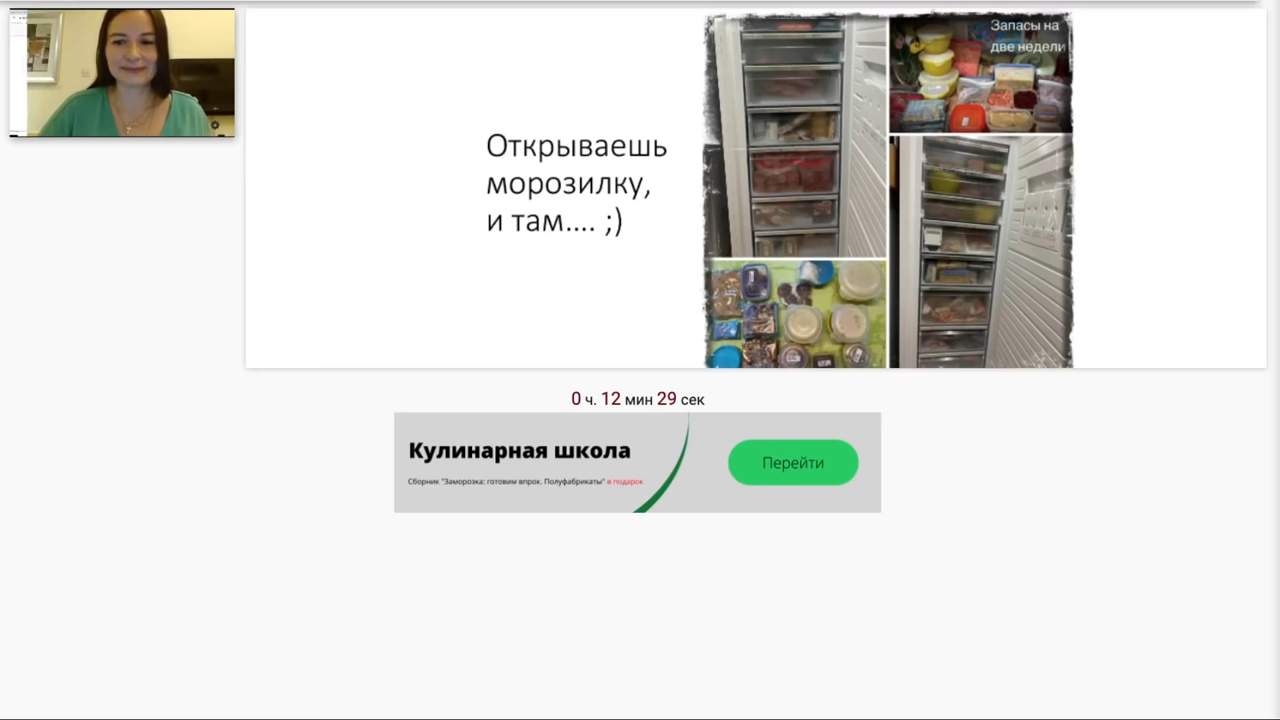 Запасы на
две недели
Открываешь
морозилку,
и там.... ;)
0 ч. 12 мин 29 сек
Кулинарная школа
Перейти
Сборник "Заморозка: готовим впрок. Полуфабрикаты" в подарок